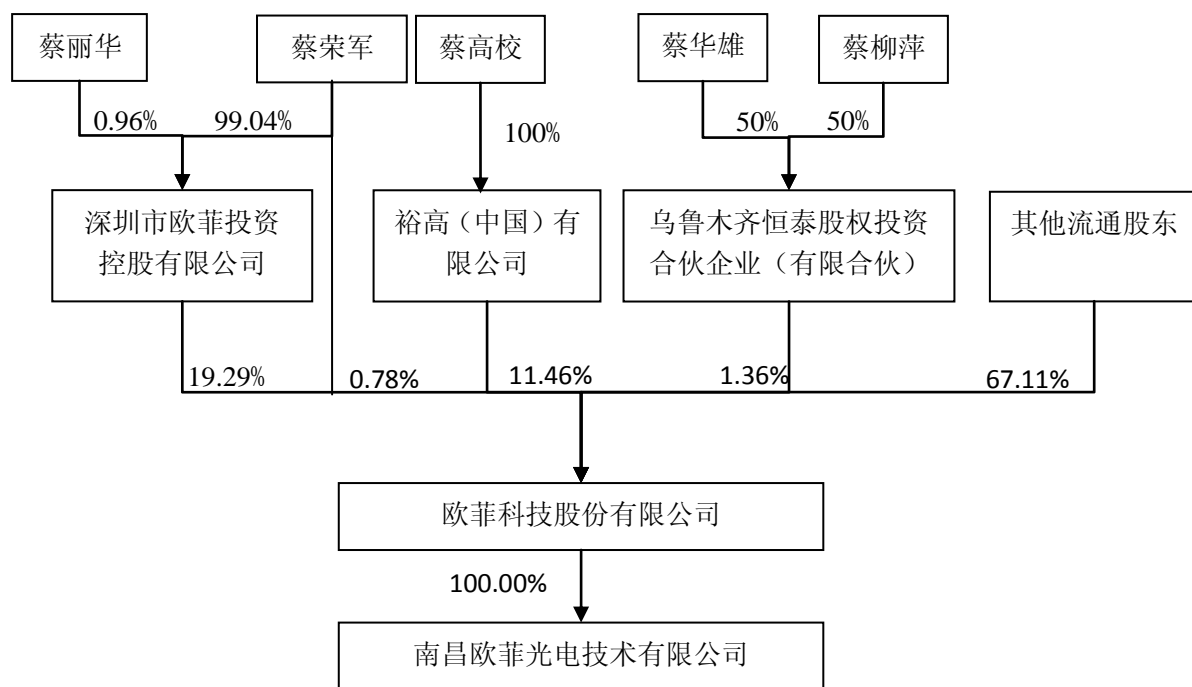 蔡丽华
蔡荣军
蔡高校
蔡华雄
蔡柳萍
0.96%
99.04%
100%
50%
50%
深圳市欧菲投资
控股有限公司
裕高（中国）有
限公司
乌鲁木齐恒泰股权投资
合伙企业（有限合伙）
其他流通股东
19.29%
0.78%
11.46%
1.36%
67.11%
欧菲科技股份有限公司
100.00%
南昌欧菲光电技术有限公司